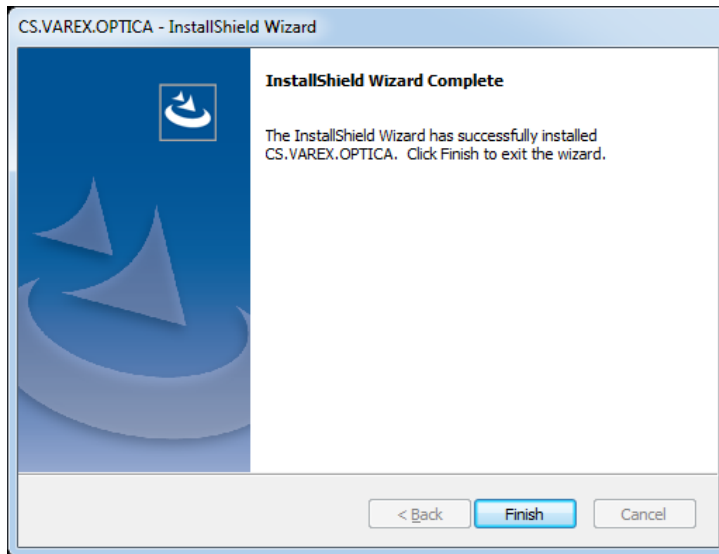 CS.VAREX.OPTICA - InstallShield Wizard
InstallShield Wizard Complete
The InstallShield Wizard has successfully installed
CS.VAREX.OPTICA. Click Finish to exit the wizard.
< Back
Finish
Cancel